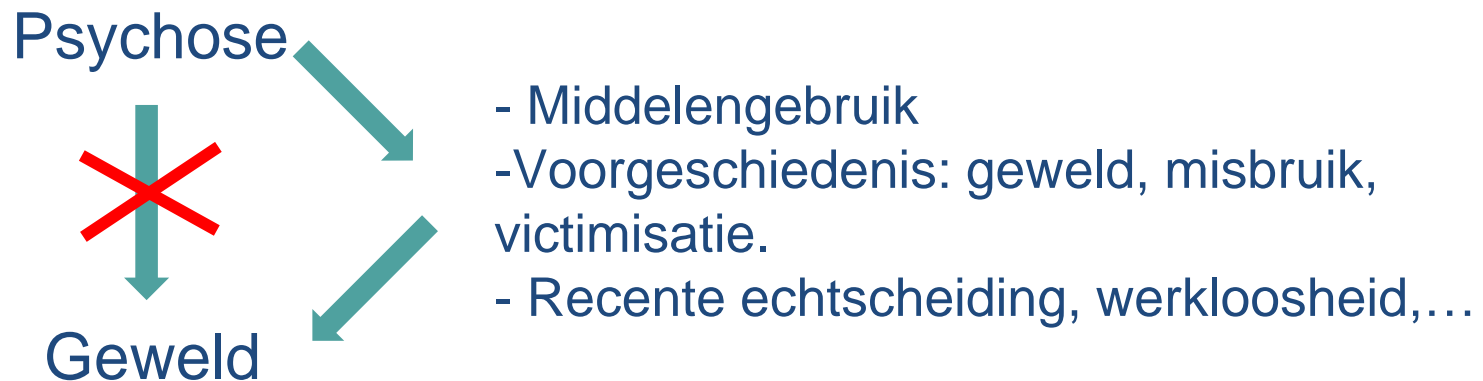 Psychose
- Middelengebruik
-Voorgeschiedenis: geweld, misbruik,
victimisatie.
- Recente echtscheiding, werkloosheid,…
Geweld